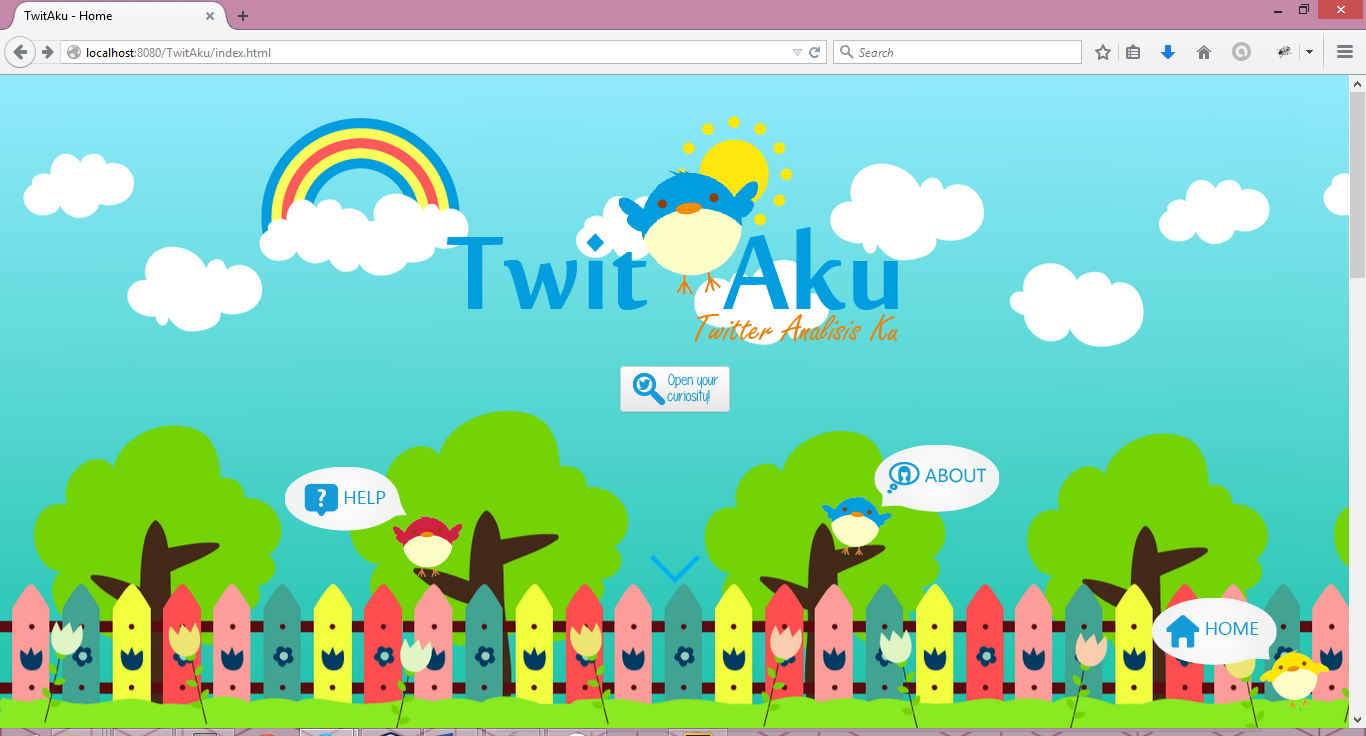 TwitAku - Home
localhost:8080/TwitAku/index.html
Search
Twit Aku
Twitter Analisis Ku
Open your
curiosity!
ABOUT
? HELP
HOME